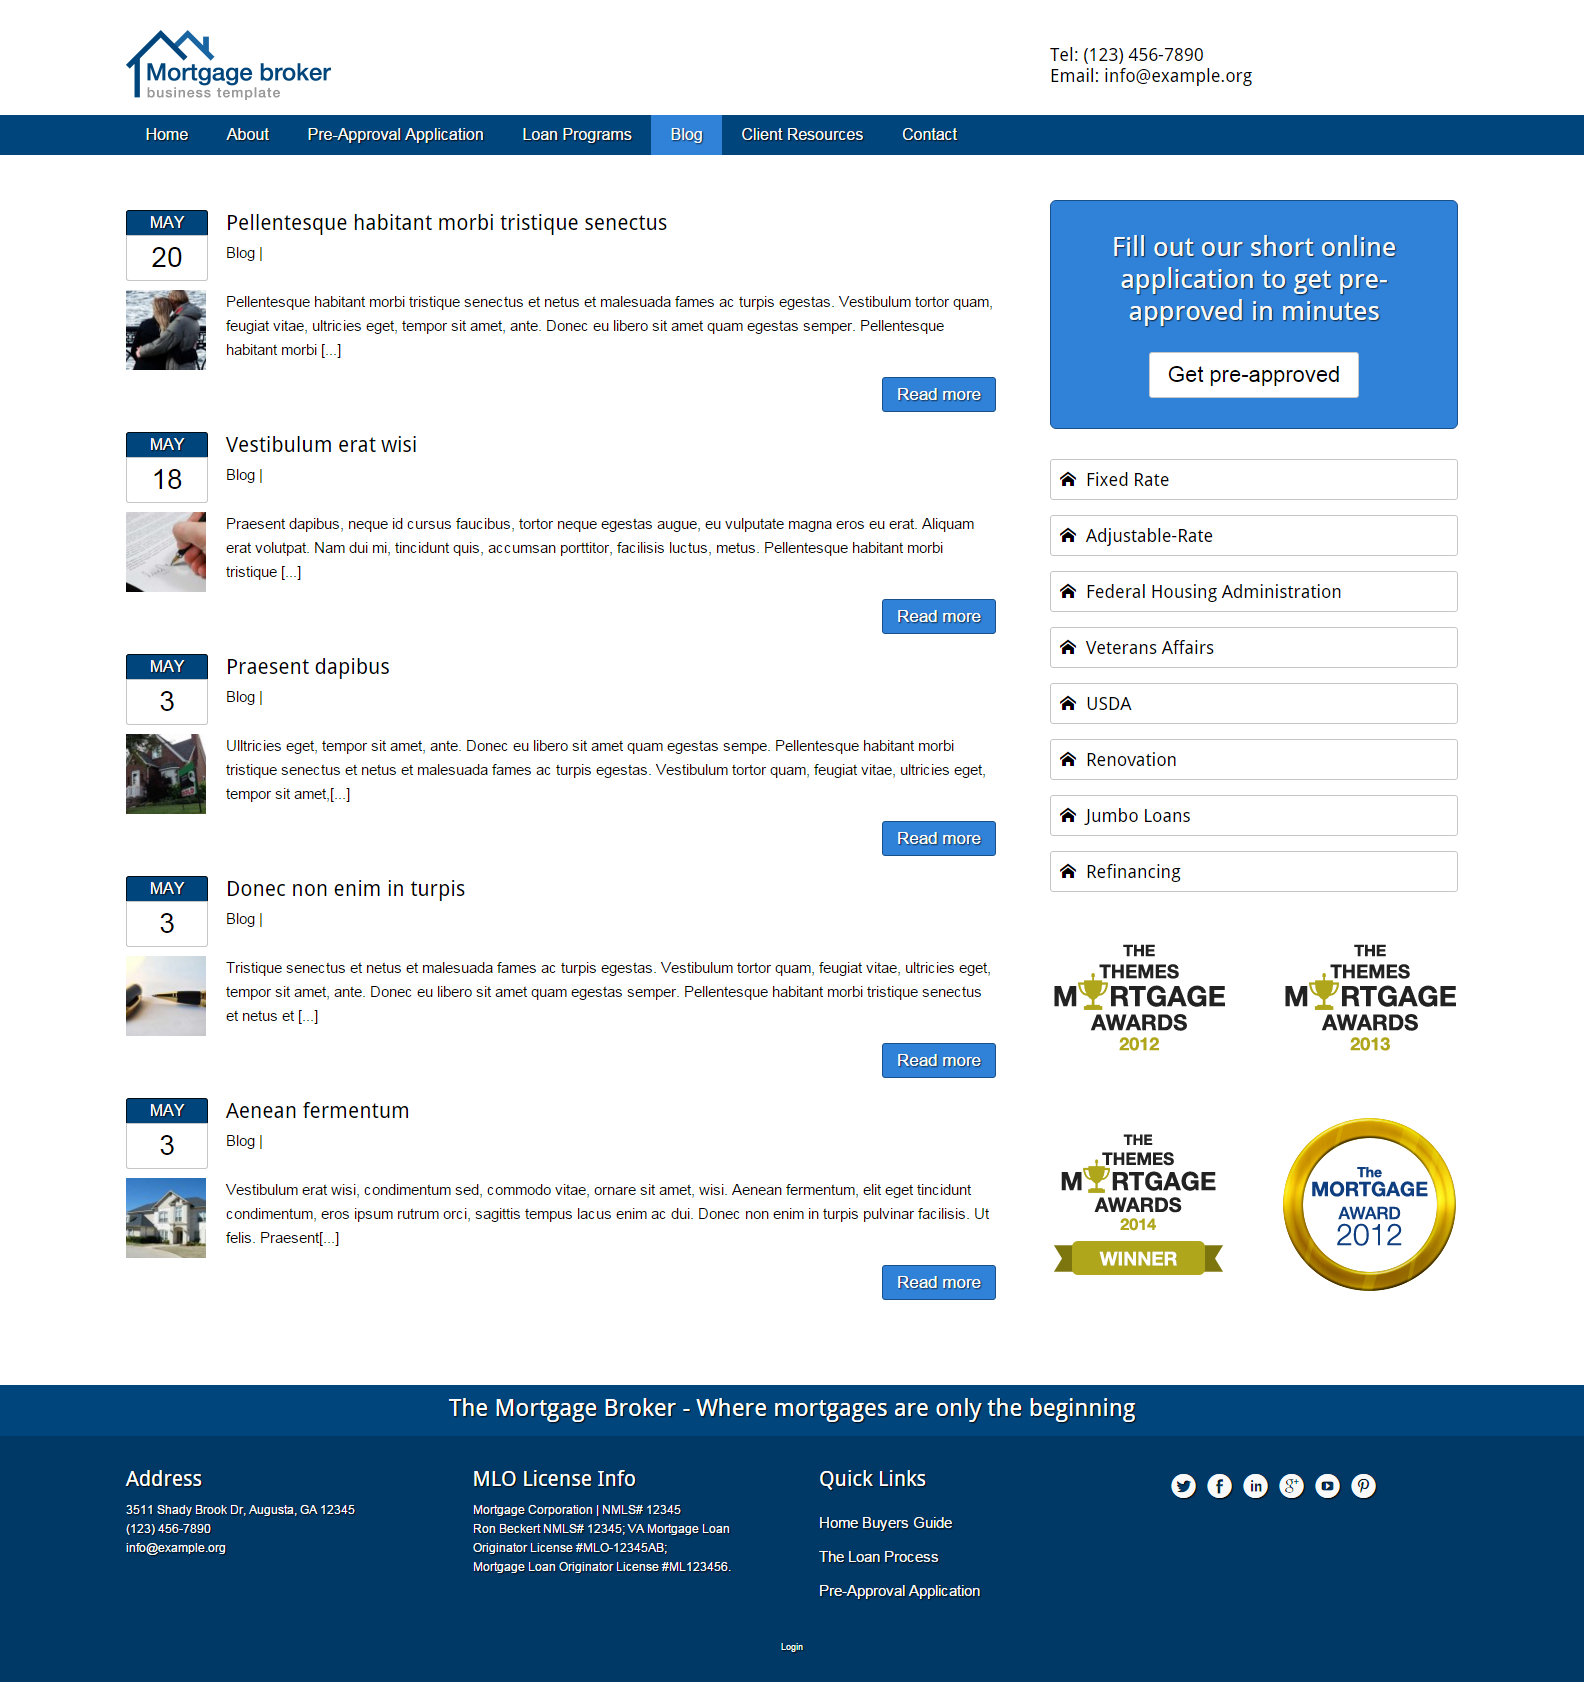 Mortgage broker
business template
Tel: (123) 456-7890
Email: info@example.org
Home About Pre-Approval Application Loan Programs Blog Client Resources Contact
MAY
20
Pellentesque habitant morbi tristique senectus
Blog |
Pellentesque habitant morbi tristique senectus et netus et malesuada fames ac turpis egestas. Vestibulum tortor quam,
feugiat vitae, ultricies eget, tempor sit amet, ante. Donec eu libero sit amet quam egestas semper. Pellentesque
habitant morbi [...]
Read more
MAY
18
Vestibulum erat wisi
Blog |
Praesent dapibus, neque id cursus faucibus, tortor neque egestas augue, eu vulputate magna eros eu erat. Aliquam
erat volutpat. Nam dui mi, tincidunt quis, accumsan porttitor, facilisis luctus, metus. Pellentesque habitant morbi
tristique [...]
Read more
MAY
3
Praesent dapibus
Blog |
Ulltricies eget, tempor sit amet, ante. Donec eu libero sit amet quam egestas sempe. Pellentesque habitant morbi
tristique senectus et netus et malesuada fames ac turpis egestas. Vestibulum tortor quam, feugiat vitae, ultricies eget,
tempor sit amet,[...]
Read more
MAY
3
Donec non enim in turpis
Blog |
Tristique senectus et netus et malesuada fames ac turpis egestas. Vestibulum tortor quam, feugiat vitae, ultricies eget,
tempor sit amet, ante. Donec eu libero sit amet quam egestas semper. Pellentesque habitant morbi tristique senectus
et netus et [...]
Read more
MAY
3
Aenean fermentum
Blog |
Vestibulum erat wisi, condimentum sed, commodo vitae, ornare sit amet, wisi. Aenean fermentum, elit eget tincidunt
condimentum, eros ipsum rutrum orci, sagittis tempus lacus enim ac dui. Donec non enim in turpis pulvinar facilisis. Ut
felis. Praesent[...]
Read more
Fill out our short online
application to get pre-
approved in minutes
Get pre-approved
Fixed Rate
Adjustable-Rate
Federal Housing Administration
Veterans Affairs
USDA
Renovation
Jumbo Loans
Refinancing
THE
THEMES
MORTGAGE
AWARDS
2012
THE
THEMES
MORTGAGE
AWARDS
2013
THE
THEMES
MORTGAGE
AWARDS
2014
WINNER
The
MORTGAGE
AWARD
2012
The Mortgage Broker - Where mortgages are only the beginning
Address
3511 Shady Brook Dr, Augusta, GA 12345
(123) 456-7890
info@example.org
MLO License Info
Mortgage Corporation | NMLS# 12345
Ron Beckert NMLS# 12345; VA Mortgage Loan
Originator License #MLO-12345AB;
Mortgage Loan Originator License #ML123456.
Quick Links
Home Buyers Guide
The Loan Process
Pre-Approval Application
Login